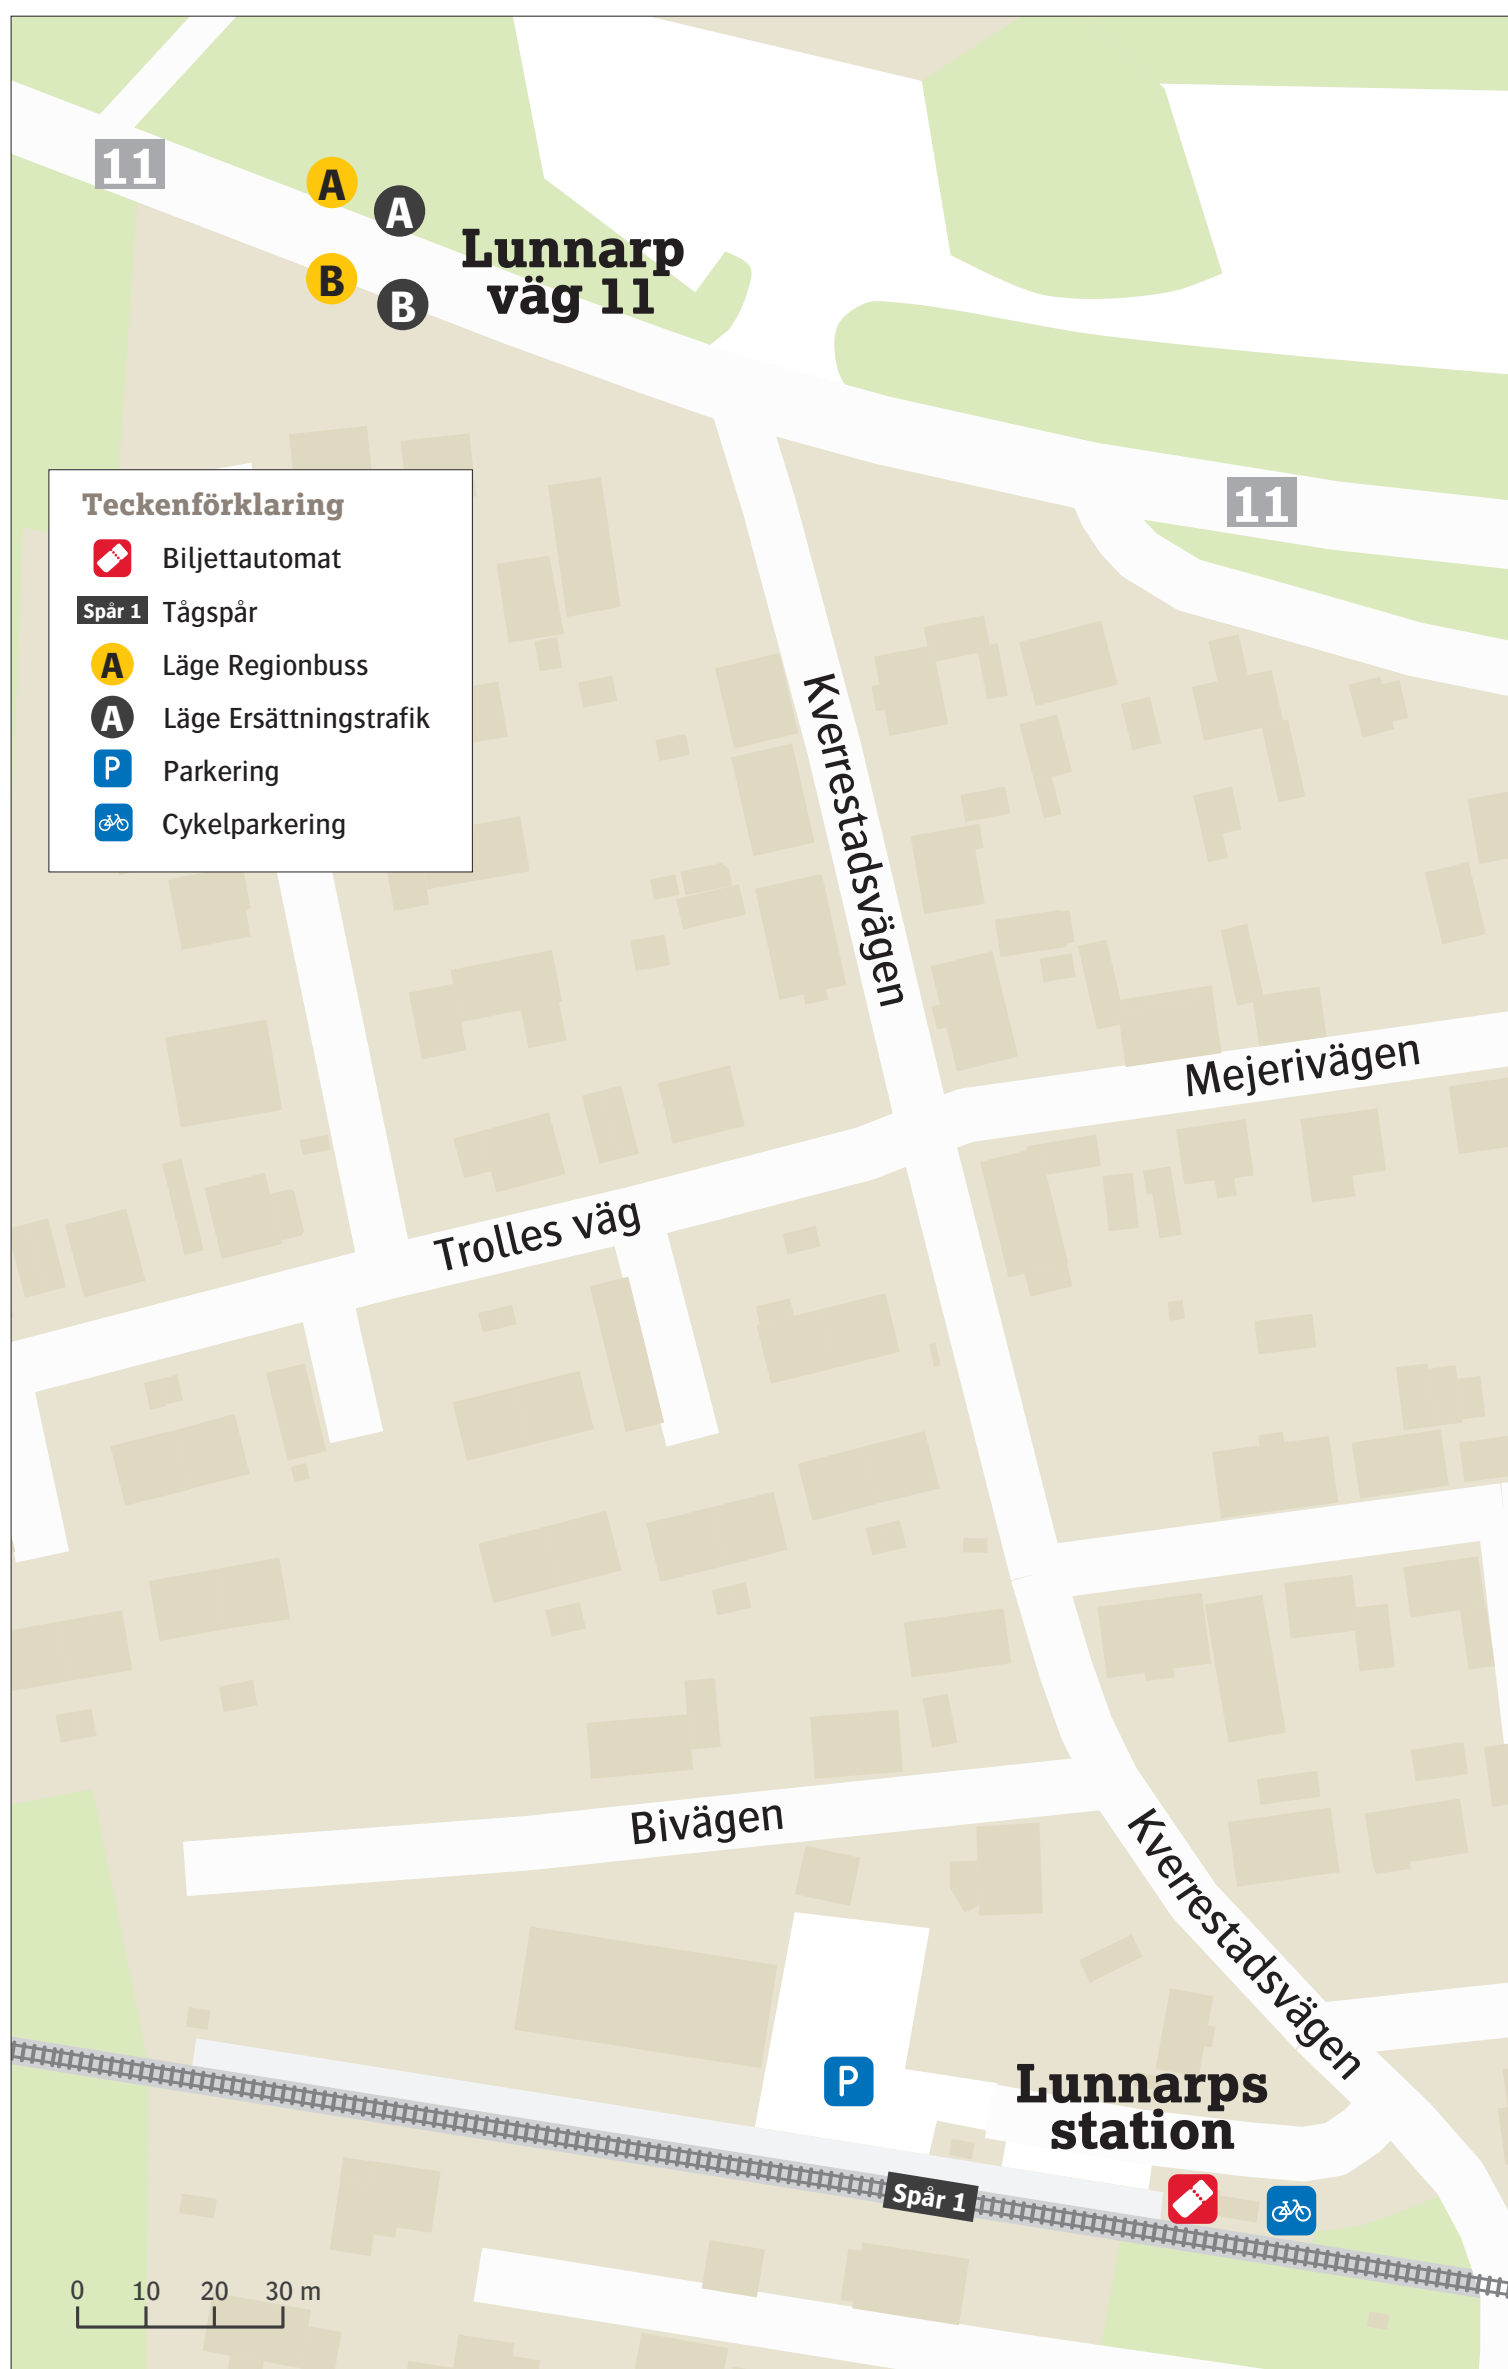 11
A
A
B
B
Lunnarp
väg 11
11
Teckenförklaring
Biljettautomat
Spår 1 Tågspår
A Läge Regionbuss
A Läge Ersättningstrafik
P Parkering
Cykelparkering
Kverrestadsvägen
Mejerivägen
Trolles väg
Bivägen
Kverrestadsvägen
P
Lunnarps
station
Spår 1
0 10 20 30 m